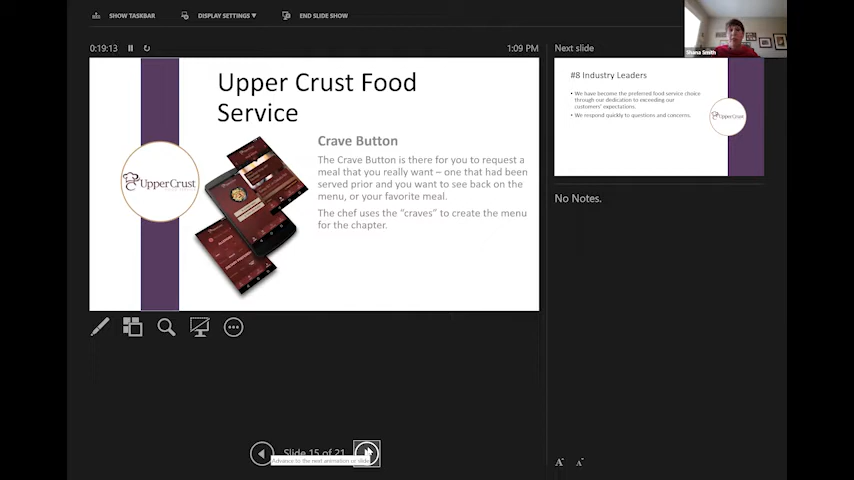 SHOW TASKBAR
DISPLAY SETTINGS ▼
END SLIDE SHOW
0:19:13
1:09 PM
Next slide
Shana Smith
Upper Crust Food
Service
UpperCrust
Crave Button
The Crave Button is there for you to request a
meal that you really want – one that had been
served prior and you want to see back on the
menu, or your favorite meal.
The chef uses the “craves” to create the menu
for the chapter.
#8 Industry Leaders
• We have become the preferred food service choice
through our dedication to exceeding our
customers' expectations.
• We respond quickly to questions and concerns.
UpperCrust
No Notes.
Slide 15 of 21
Advance to the next animation or slide
A A